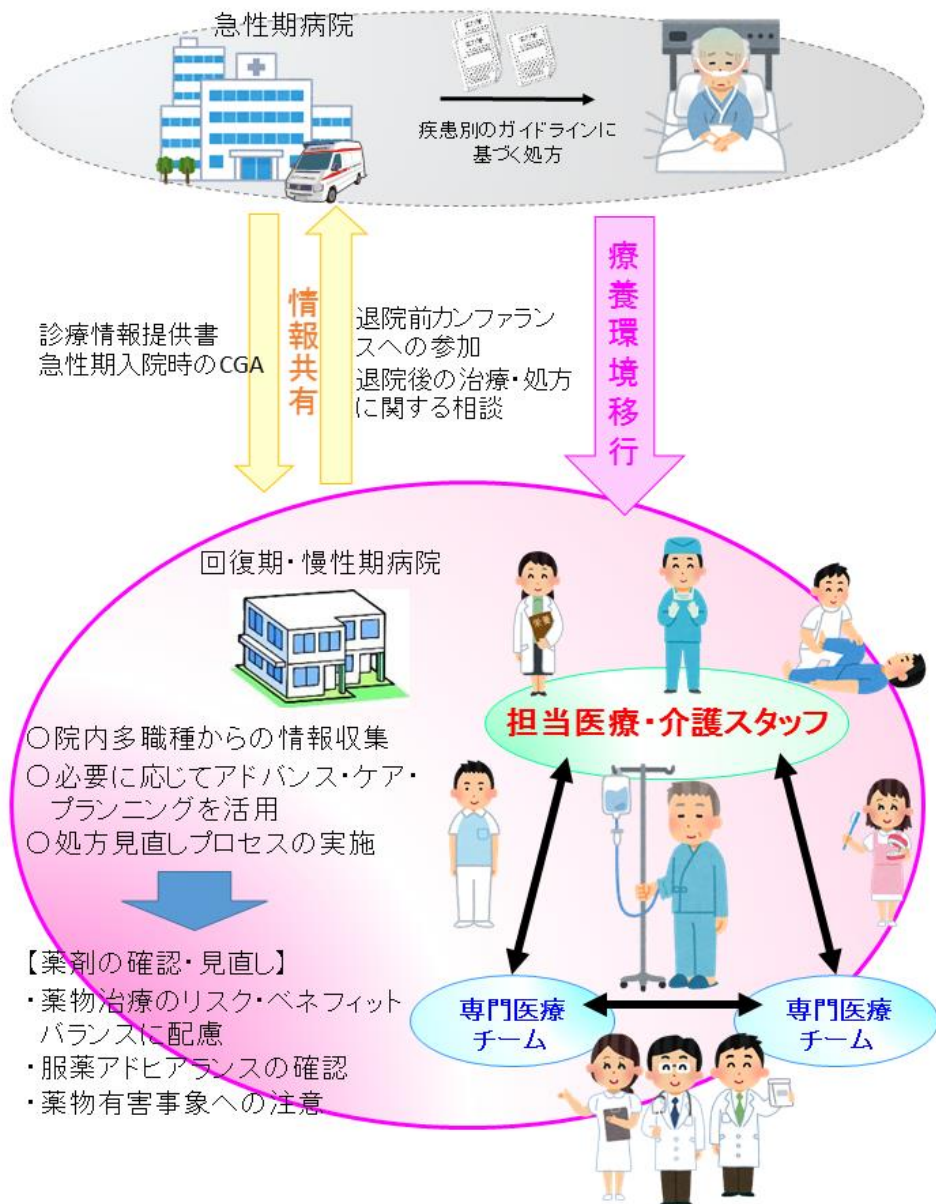 急性期病院
疾患別のガイドラインに
基づく処方
診療情報提供書
急性期入院時のCGA
情報共有
退院前カンファラン
スへの参加
退院後の治療・処方
に関する相談
療養環境移行
回復期・慢性期病院
〇院内多職種からの情報収集
〇必要に応じてアドバンス・ケア・
プランニングを活用
〇処方見直しプロセスの実施
【薬剤の確認・見直し】
・薬物治療のリスク・ベネフィット
バランスに配慮
・服薬アドヒアランスの確認
・薬物有害事象への注意
栄養
担当医療・介護スタッフ
専門医療
チーム
専門医療
チーム